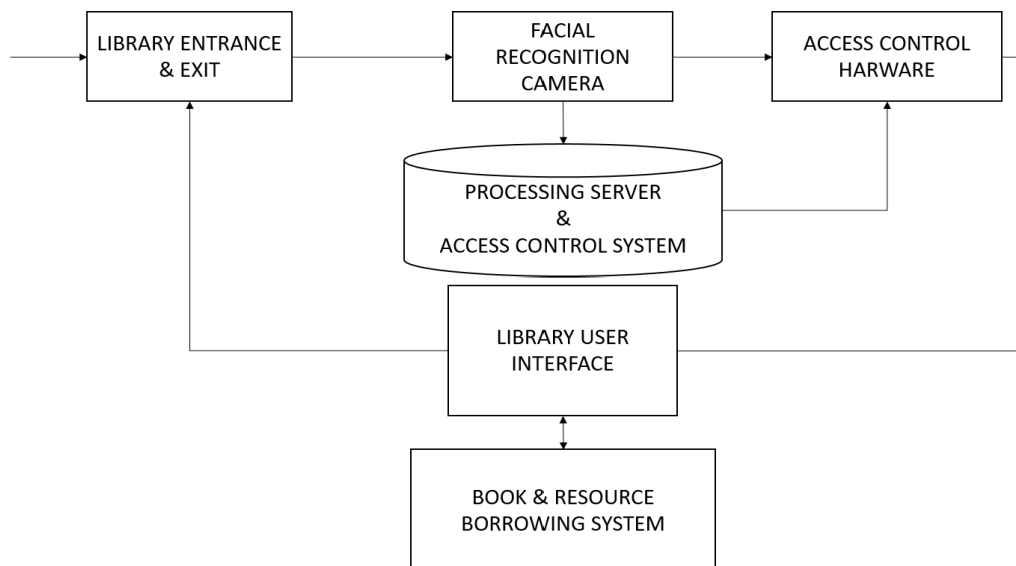 LIBRARY ENTRANCE
& EXIT
FACIAL
RECOGNITION
CAMERA
ACCESS CONTROL
HARWARE
PROCESSING SERVER
&
ACCESS CONTROL SYSTEM
LIBRARY USER
INTERFACE
BOOK & RESOURCE
BORROWING SYSTEM